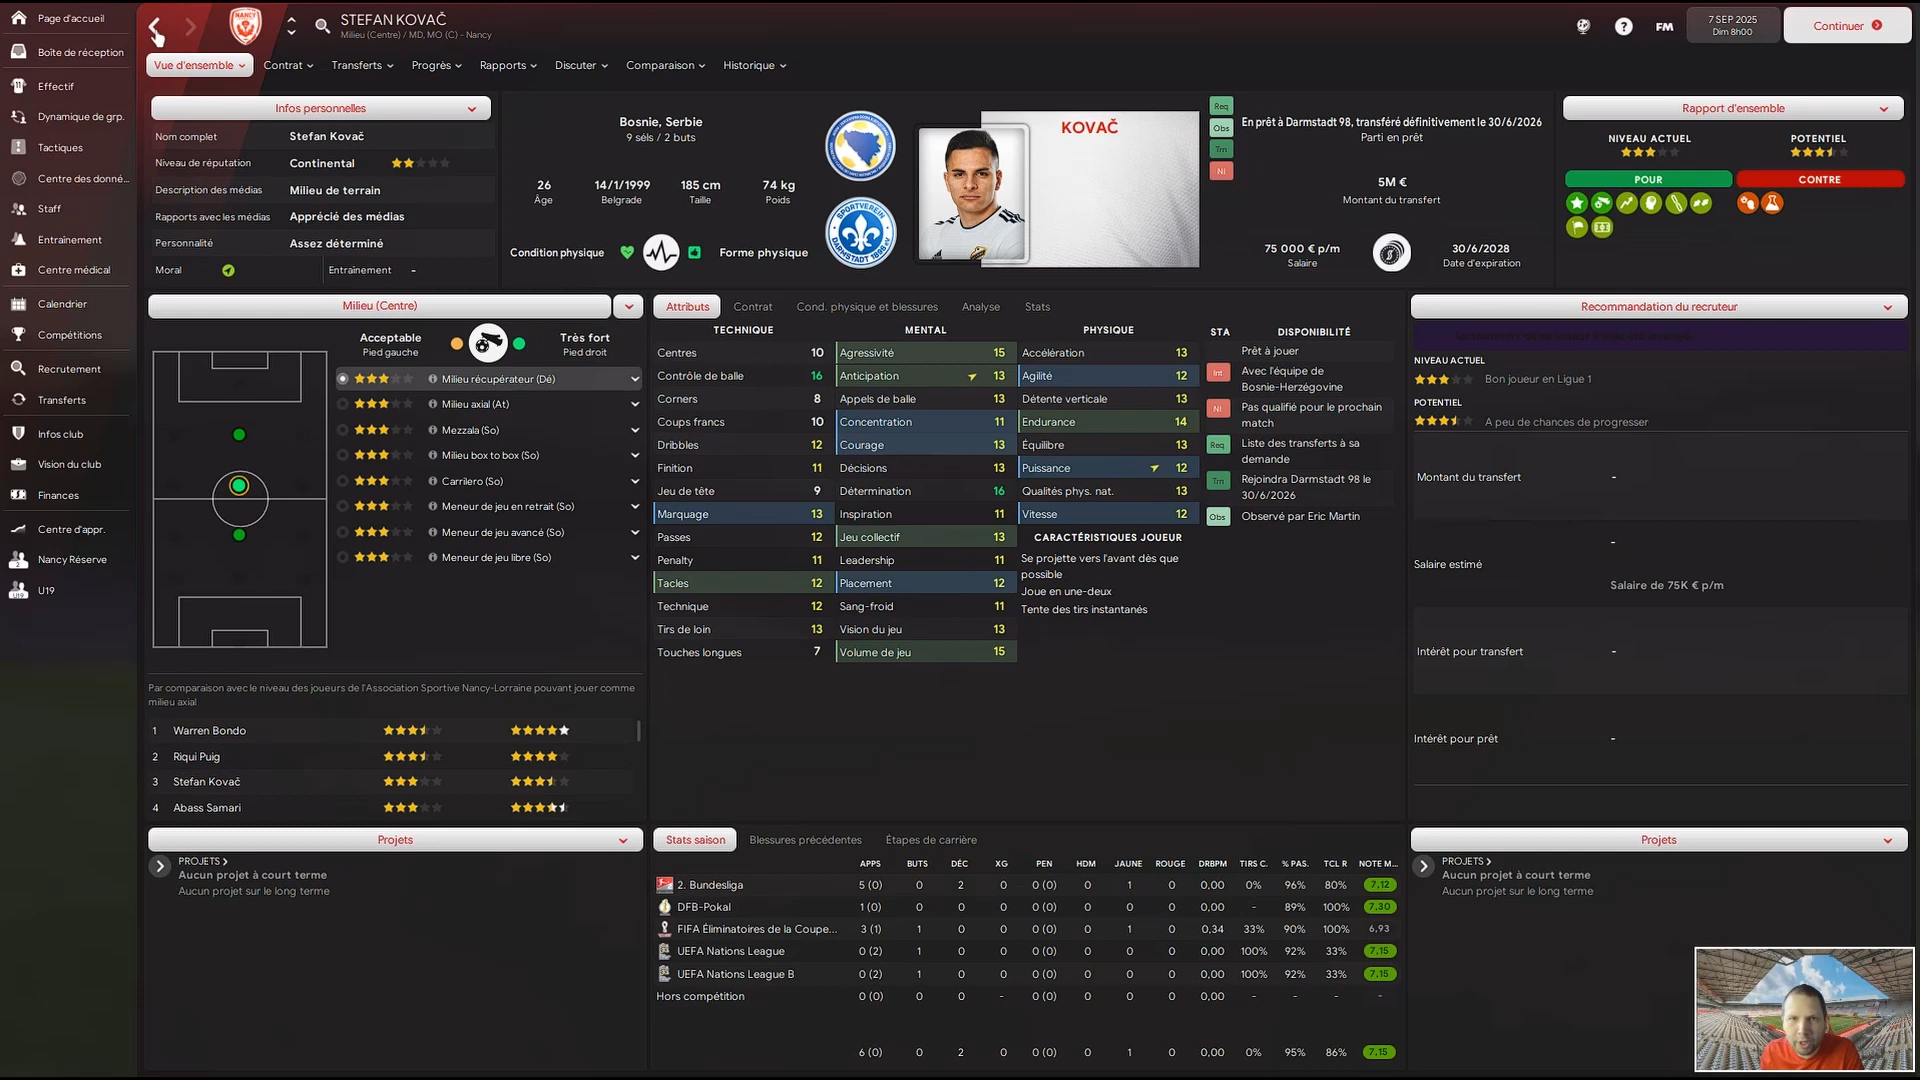 Page d'accueil
Boîte de réception
Effectif
Dynamique de grp.
Tactiques
Centre des donné...
Staff
Entraînement
Centre médical
Calendrier
Compétitions
Recrutement
Transferts
Infos club
Vision du club
Finances
Centre d'appr.
Nancy Réserve
U19
STEFAN KOVAČ
Milieu (Centre) / MD, MO (C) - Nancy
FM
7 SEP 2025
Dim 8h00
Continuer
Vue d'ensemble Contrat Transferts Progrès Rapports Discuter Comparaison Historique
Infos personnelles
Nom complet Stefan Kovač
Niveau de réputation Continental
Description des médias Milieu de terrain
Rapports avec les médias Apprécié des médias
Personnalité Assez déterminé
Moral Entraînement -
Bosnie, Serbie
9 séls / 2 buts
26 14/1/1999 185 cm 74 kg
Âge Belgrade Taille Poids
Condition physique Forme physique
KOVAČ
Req
Obs
Trn
NI
En prêt à Darmstadt 98, transféré définitivement le 30/6/2026
Parti en prêt
5M €
Montant du transfert
75 000 € p/m 30/6/2028
Salaire Date d'expiration
Rapport d'ensemble
NIVEAU ACTUEL POTENTIEL
POUR CONTRE
Milieu (Centre)
Acceptable Très fort
Pied gauche Pied droit
Milieu récupérateur (Dé)
Milieu axial (At)
Mezzala (So)
Milieu box to box (So)
Carrilero (So)
Meneur de jeu en retrait (So)
Meneur de jeu avancé (So)
Meneur de jeu libre (So)
Par comparaison avec le niveau des joueurs de l'Association Sportive Nancy-Lorraine pouvant jouer comme
milieu axial
1 Warren Bondo
2 Riqui Puig
3 Stefan Kovač
4 Abass Samari
Attributs Contrat Cond. physique et blessures Analyse Stats
TECHNIQUE MENTAL PHYSIQUE
Centres 10 Agressivité 15 Accélération 13
Contrôle de balle 16 Anticipation 13 Agilité 12
Corners 8 Appels de balle 13 Détente verticale 13
Coups francs 10 Concentration 11 Endurance 14
Dribbles 12 Courage 13 Équilibre 13
Finition 11 Décisions 13 Puissance 12
Jeu de tête 9 Détermination 16 Qualités phys. nat. 13
Marquage 13 Inspiration 11 Vitesse 12
Passes 12 Jeu collectif 13 CARACTÉRISTIQUES JOUEUR
Penalty 11 Leadership 11 Se projette vers l'avant dès que
possible
Tacles 12 Placement 12 Joue en une-deux
Technique 12 Sang-froid 11 Tente des tirs instantanés
Tirs de loin 13 Vision du jeu 13
Touches longues 7 Volume de jeu 15
STA DISPONIBILITÉ
Prêt à jouer
Int Avec l'équipe de
Bosnie-Herzégovine
NI Pas qualifié pour le prochain
match
Req Liste des transferts à sa
demande
Trn Rejoindra Darmstadt 98 le
30/6/2026
Obs Observé par Eric Martin
Recommandation du recruteur
NIVEAU ACTUEL
Bon joueur en Ligue 1
POTENTIEL
A peu de chances de progresser
Montant du transfert -
-
Salaire estimé
Salaire de 75K € p/m
Intérêt pour transfert -
Intérêt pour prêt -
Projets
PROJETS
Aucun projet à court terme
Aucun projet sur le long terme
Stats saison Blessures précédentes Étapes de carrière
APPS BUTS DÉC XG PEN HDM JAUNE ROUGE DRBPM TIRS C. % PAS. TCL R NOTE M...
2. Bundesliga 5 (0) 0 2 0 0 (0) 0 1 0 0,00 0% 96% 80% 7,12
DFB-Pokal 1 (0) 0 0 0 0 (0) 0 0 0 0,00 - 89% 100% 7,30
FIFA Éliminatoires de la Coupe... 3 (1) 1 0 0 0 (0) 0 1 0 0,34 33% 90% 100% 6,93
UEFA Nations League 0 (2) 1 0 0 0 (0) 0 0 0 0,00 100% 92% 33% 7,15
UEFA Nations League B 0 (2) 1 0 0 0 (0) 0 0 0 0,00 100% 92% 33% 7,15
Hors compétition 0 (0) 0 0 - 0 (0) 0 0 0 0,00 - - - -
6 (0) 0 2 0 0 (0) 0 1 0 0,00 0% 95% 86% 7,15
Projets
PROJETS
Aucun projet à court terme
Aucun projet sur le long terme